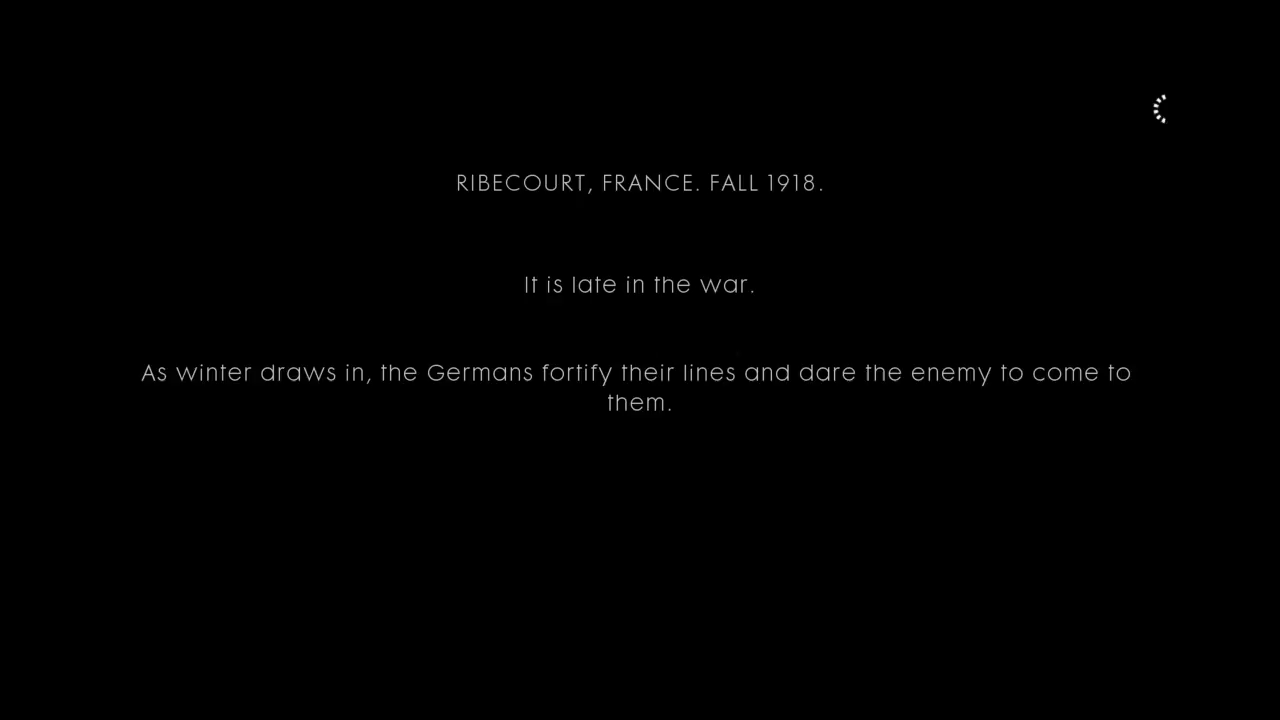 RIBECOURT, FRANCE. FALL 1918.
It is late in the war.
As winter draws in, the Germans fortify their lines and dare the enemy to come to
them.